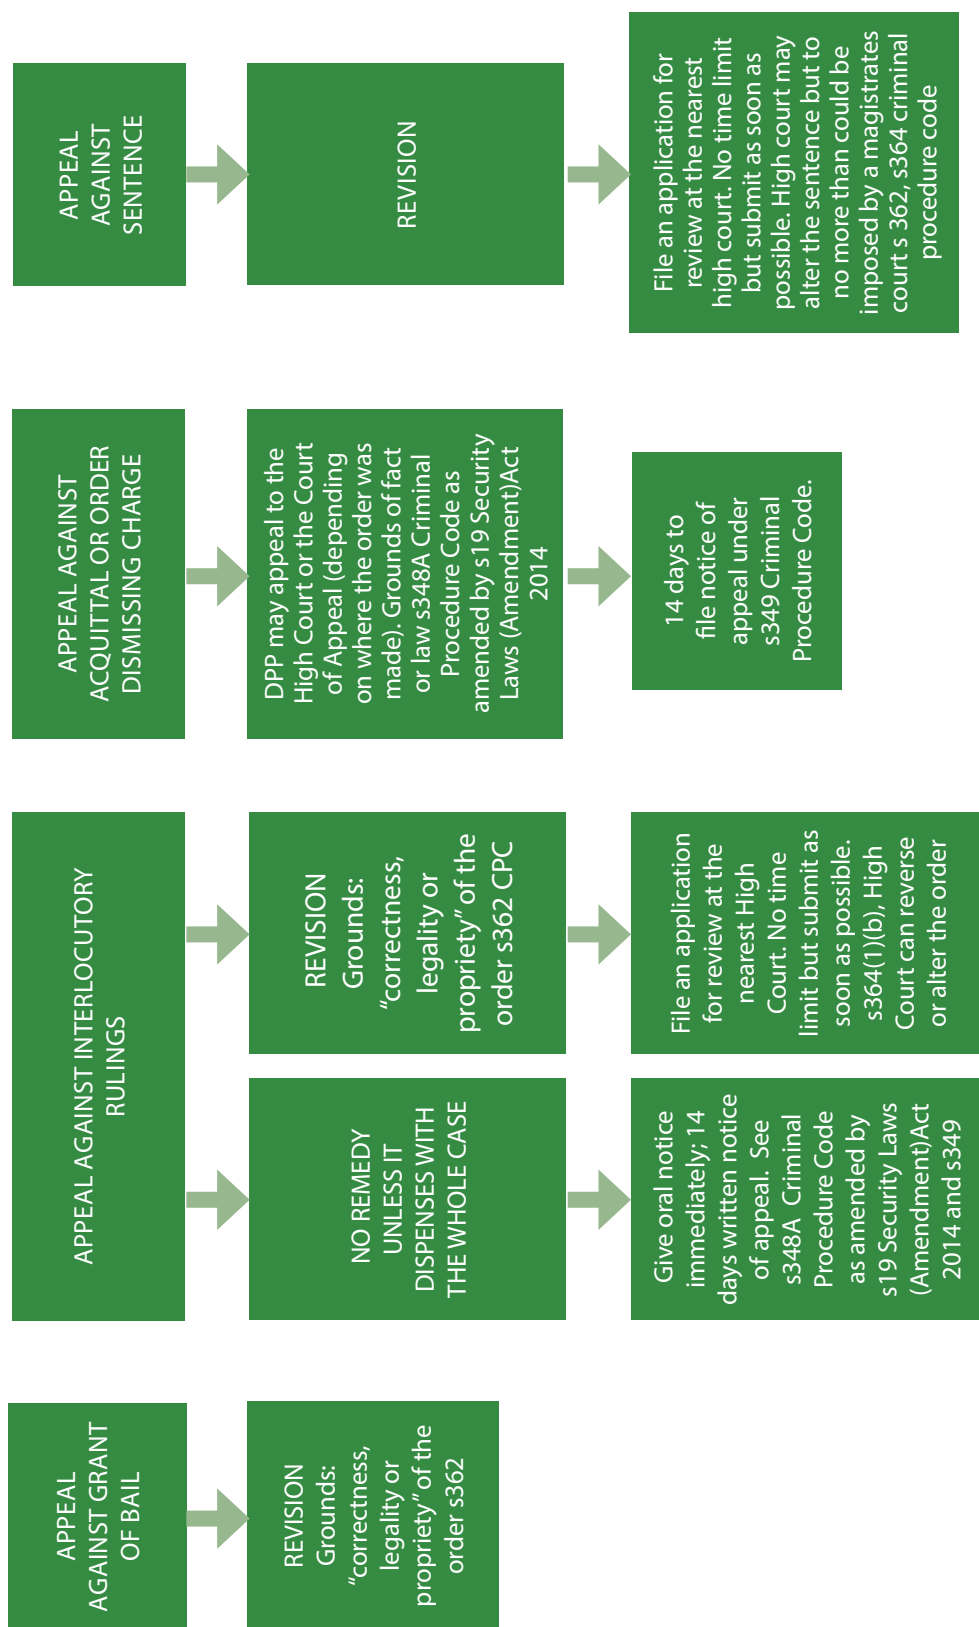 APPEAL
AGAINST GRANT
OF BAIL
REVISION
Grounds:
“correctness,
legality or
propriety” of the
order s362
APPEAL AGAINST INTERLOCUTORY
RULINGS
NO REMEDY
UNLESS IT
DISPENSES WITH
THE WHOLE CASE
Give oral notice
immediately; 14
days written notice
of appeal. See
s348A Criminal
Procedure Code
as amended by
s19 Security Laws
(Amendment)Act
2014 and s349
REVISION
Grounds:
“correctness,
legality or
propriety” of the
order s362 CPC
File an application
for review at the
nearest High
Court. No time
limit but submit as
soon as possible.
s364(1)(b), High
Court can reverse
or alter the order
APPEAL AGAINST
ACQUITTAL OR ORDER
DISMISSING CHARGE
DPP may appeal to the
High Court or the Court
of Appeal (depending
on where the order was
made). Grounds of fact
or law s348A Criminal
Procedure Code as
amended by s19 Security
Laws (Amendment)Act
2014
14 days to
file notice of
appeal under
s349 Criminal
Procedure Code.
APPEAL
AGAINST
SENTENCE
REVISION
File an application for
review at the nearest
high court. No time limit
but submit as soon as
possible. High court may
alter the sentence but to
no more than could be
imposed by a magistrates
court s 362, s364 criminal
procedure code